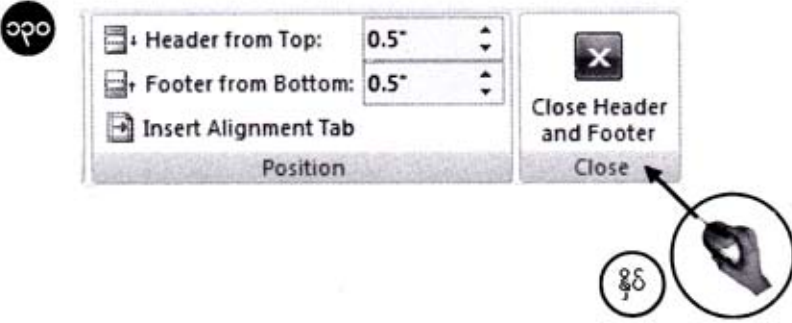 ၁၃၀
Header from Top: 0.5"
Footer from Bottom: 0.5"
Insert Alignment Tab
Position
Close Header
and Footer
Close
နှိပ်